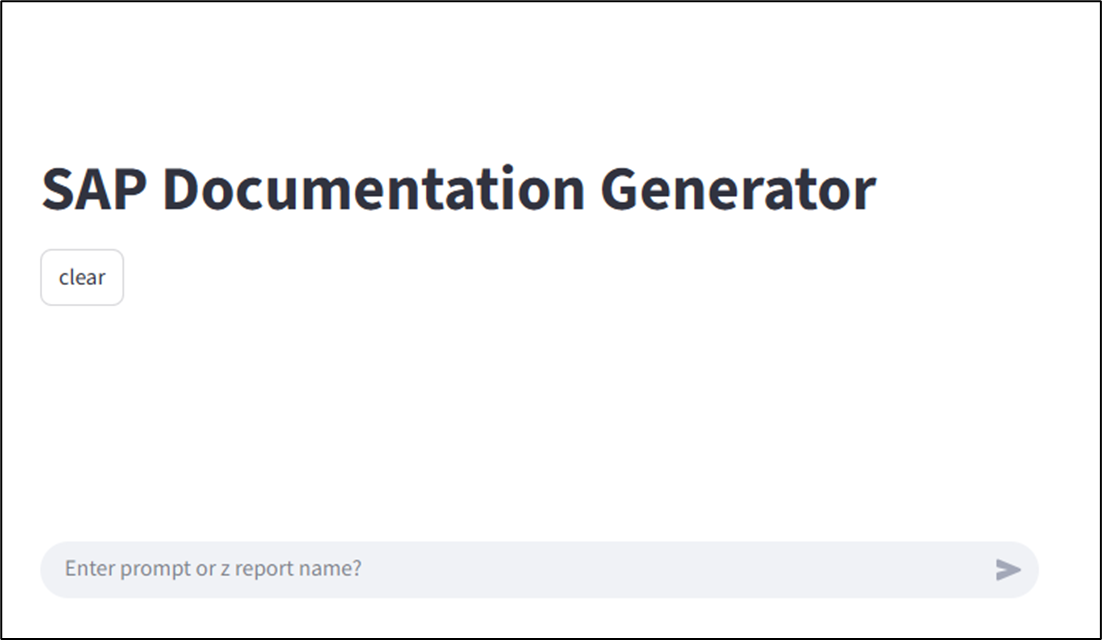 SAP Documentation Generator
clear
Enter prompt or z report name?